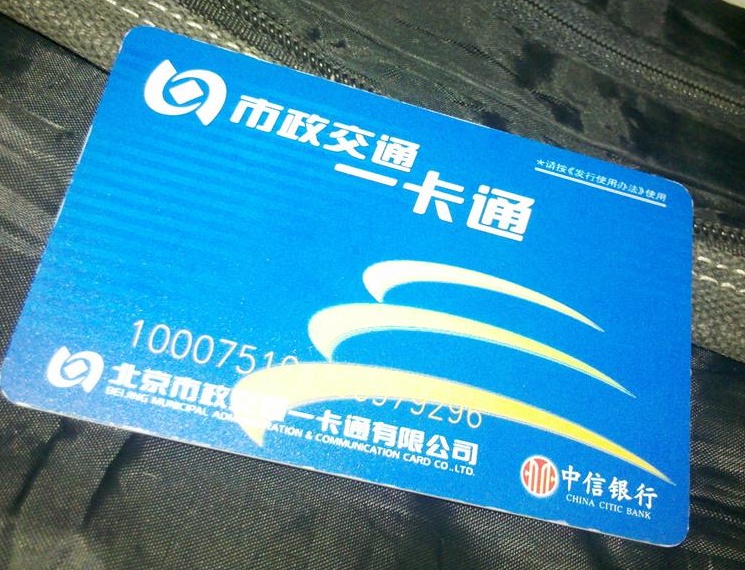 市政交通
一卡通
★请按《发行使用办法》使用
1000751 979296
北京市政 一卡通有限公司
BEIJING MUNICIPAL ADMINISTRATION & COMMUNICATION CARD CO.,LTD.
中信银行
CHINA CITIC BANK